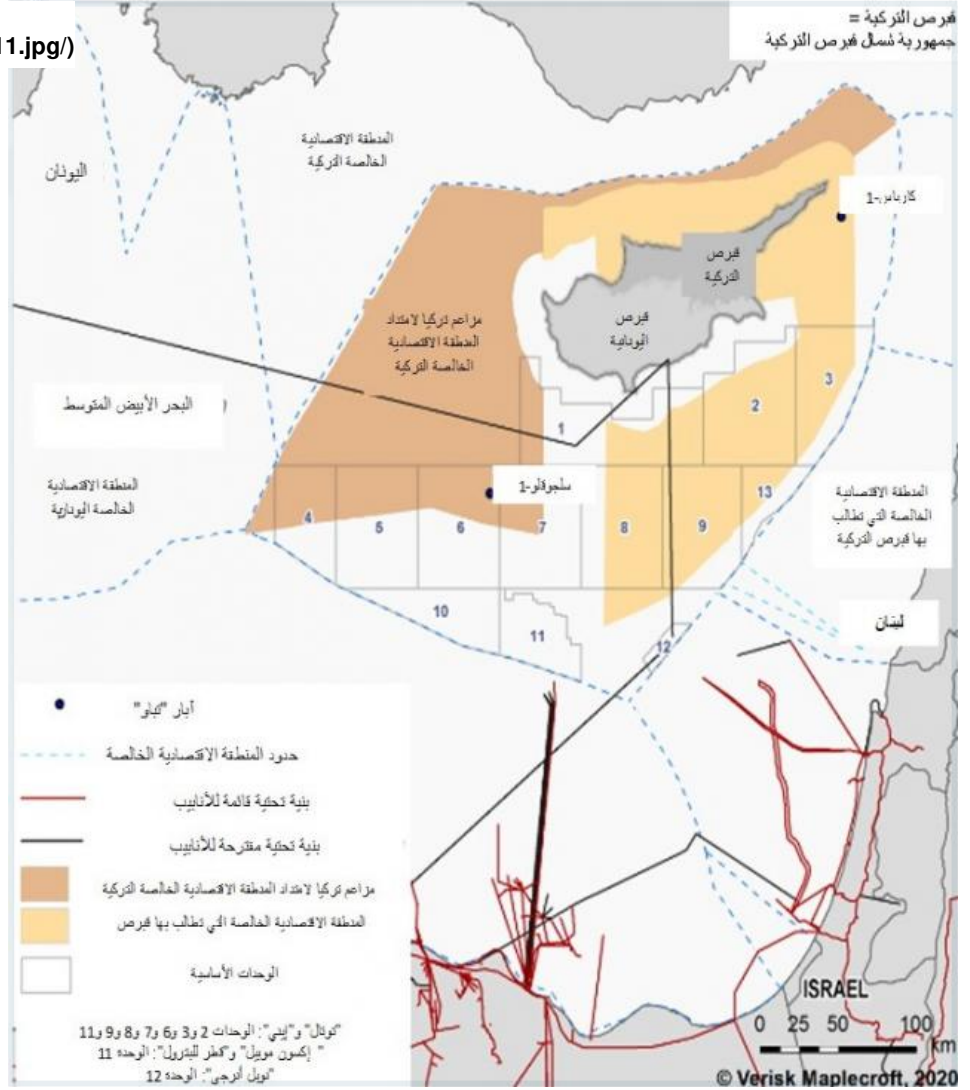 11.jpg/)
قبرص التركية =
جمهورية شمال قبرص التركية
المنطقة الاقتصادية
الخالصة التركية
اليونان
كارباس-1
قبرص
التركية
قبرص
اليونانية
مزاعم تركيا لامتداد
المنطقة الاقتصادية
الخالصة التركية
3
2
البحر الأبيض المتوسط
1
المنطقة الاقتصادية
الخالصة اليونانية
سلجوقلو-1
13
المنطقة الاقتصادية
الخالصة التي تطالب
بها قبرص التركية
4
5
6
7
8
9
10
11
12
لبنان
آبار "تباو"
حدود المنطقة الاقتصادية الخالصة
بنية تحتية قائمة للأنابيب
بنية تحتية مقترحة للأنابيب
مزاعم تركيا لامتداد المنطقة الاقتصادية الخالصة التركية
المنطقة الاقتصادية الخالصة التي تطالب بها قبرص
الوحدات الأساسية
"توتال" و"إيني": الوحدات 2 و3 و6 و7 و8 و9 و11
" إكسون موبيل" و"قطر للبترول": الوحدة 11
"نوبل أنرجي": الوحدة 12
ISRAEL
0 25 50 100
km
© Verisk Maplecroft, 2020